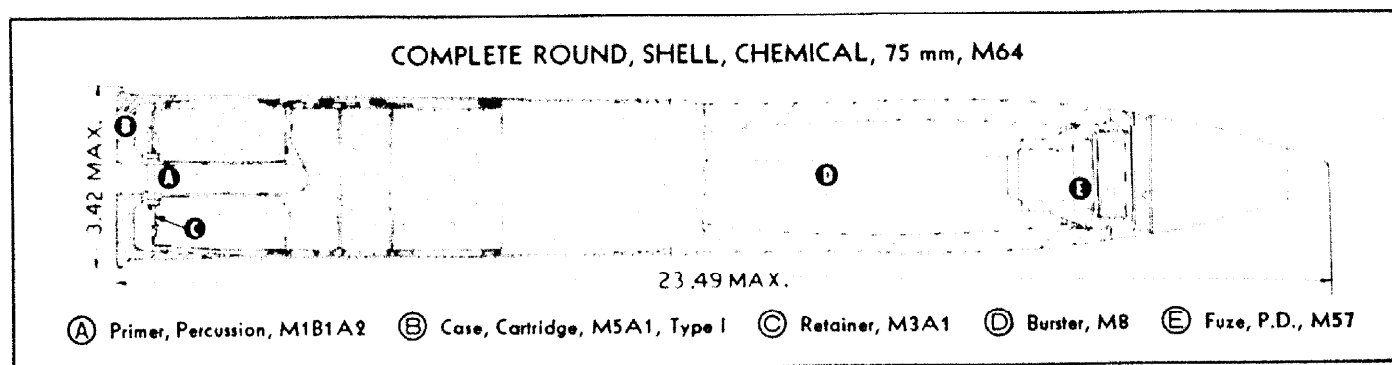 COMPLETE ROUND, SHELL, CHEMICAL, 75 mm, M64
B
A
D
E
C
3.42 MAX.
23.49 MAX.
A Primer, Percussion, M1B1A2 B Case, Cartridge, M5A1, Type I C Retainer, M3A1 D Burster, M8 E Fuze, P.D., M57